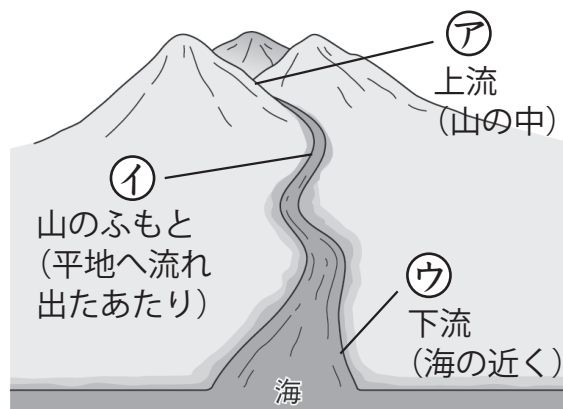 ㋐
上流
（山の中）
㋑
山のふもと
（平地へ流れ
出たあたり）
㋒
下流
（海の近く）
海